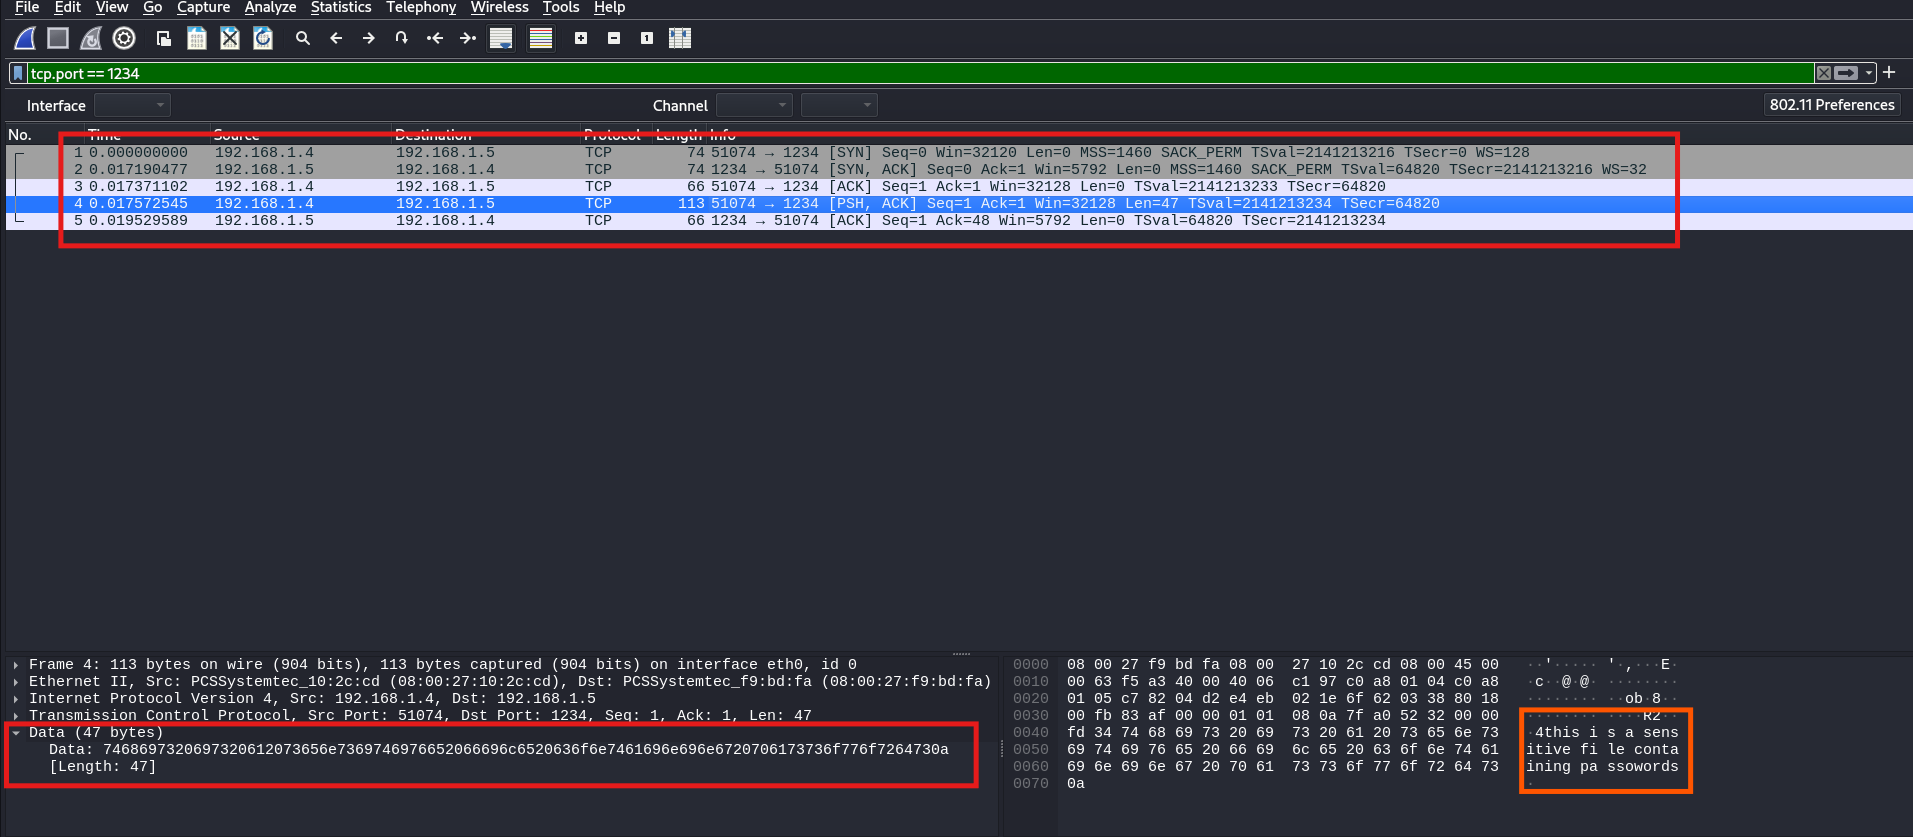 File Edit View Go Capture Analyze Statistics Telephony Wireless Tools Help
tcp.port == 1234
Interface Channel 802.11 Preferences
No. Time Source Destination Protocol Length Info
1 0.000000000 192.168.1.4 192.168.1.5 TCP 74 51074 → 1234 [SYN] Seq=0 Win=32120 Len=0 MSS=1460 SACK_PERM TSval=2141213216 TSecr=0 WS=128
2 0.017190477 192.168.1.5 192.168.1.4 TCP 74 1234 → 51074 [SYN, ACK] Seq=0 Ack=1 Win=5792 Len=0 MSS=1460 SACK_PERM TSval=64820 TSecr=2141213216 WS=32
3 0.017371102 192.168.1.4 192.168.1.5 TCP 66 51074 → 1234 [ACK] Seq=1 Ack=1 Win=32128 Len=0 TSval=2141213233 TSecr=64820
4 0.017572545 192.168.1.4 192.168.1.5 TCP 113 51074 → 1234 [PSH, ACK] Seq=1 Ack=1 Win=32128 Len=47 TSval=2141213234 TSecr=64820
5 0.019529589 192.168.1.5 192.168.1.4 TCP 66 1234 → 51074 [ACK] Seq=1 Ack=48 Win=5792 Len=0 TSval=64820 TSecr=2141213234
Frame 4: 113 bytes on wire (904 bits), 113 bytes captured (904 bits) on interface eth0, id 0
Ethernet II, Src: PCSSystemtec_10:2c:cd (08:00:27:10:2c:cd), Dst: PCSSystemtec_f9:bd:fa (08:00:27:f9:bd:fa)
Internet Protocol Version 4, Src: 192.168.1.4, Dst: 192.168.1.5
Transmission Control Protocol, Src Port: 51074, Dst Port: 1234, Seq: 1, Ack: 1, Len: 47
Data (47 bytes)
Data: 7468697320697320612073656e7369746976652066696c6520636f6e7461696e696e6720706173736f776f7264730a
[Length: 47]
0000 08 00 27 f9 bd fa 08 00 27 10 2c cd 08 00 45 00 ··'····· '·,···E·
0010 00 63 f5 a3 40 00 40 06 c1 97 c0 a8 01 04 c0 a8 ·c··@·@· ········
0020 01 05 c7 82 04 d2 e4 eb 02 1e 6f 62 03 38 80 18 ········ ··ob·8··
0030 00 fb 83 af 00 00 01 01 08 0a 7f a0 52 32 00 00 ········ ····R2··
0040 fd 34 74 68 69 73 20 69 73 20 61 20 73 65 6e 73 ·4this i s a sens
0050 69 74 69 76 65 20 66 69 6c 65 20 63 6f 6e 74 61 itive fi le conta
0060 69 6e 69 6e 67 20 70 61 73 73 6f 77 6f 72 64 73 ining pa ssowords
0070 0a ·